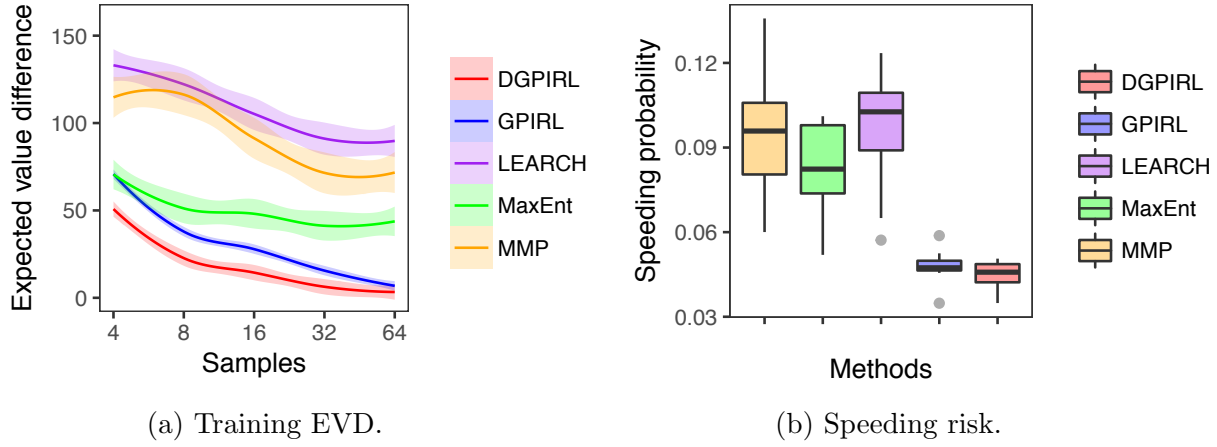 Expected value difference
150
100
50
0
4 8 16 32 64
Samples
DGPIRL
GPIRL
LEARCH
MaxEnt
MMP
(a) Training EVD.
Speeding probability
0.12
0.09
0.06
0.03
Methods
DGPIRL
GPIRL
LEARCH
MaxEnt
MMP
(b) Speeding risk.